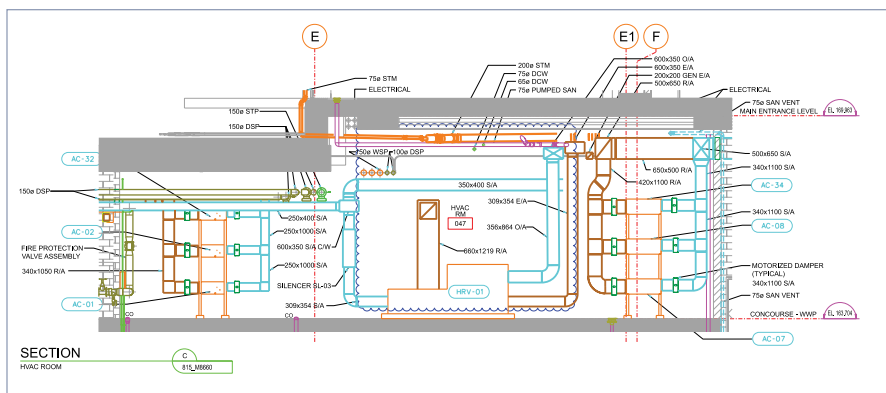 E
E1
F
75ø STM
ELECTRICAL
200ø STM
75ø DCW
65ø DCW
75ø PUMPED SAN
600x350 O/A
600x350 E/A
200x200 GEN E/A
500x650 R/A
ELECTRICAL
75ø SAN VENT
MAIN ENTRANCE LEVEL
EL. 169,963
150ø STP
150ø DSP
AC-32
50ø WSP
100ø DSP
500x650 S/A
650x500 R/A
340x1100 S/A
420x1100 R/A
AC-34
150ø DSP
350x400 S/A
HVAC
RM
047
309x354 E/A
356x864 O/A
250x400 S/A
250x1000 S/A
340x1100 S/A
AC-02
AC-08
600x350 S/A C/W
FIRE PROTECTION
VALVE ASSEMBLY
660x1219 R/A
250x1000 S/A
MOTORIZED DAMPER
(TYPICAL)
340x1050 R/A
340x1100 S/A
SILENCER SL-03
HRV-01
75ø SAN VENT
AC-01
309x354 S/A
CO
CO
CONCOURSE - WWP
EL. 163,704
AC-07
SECTION
HVAC ROOM
C
815_M8660